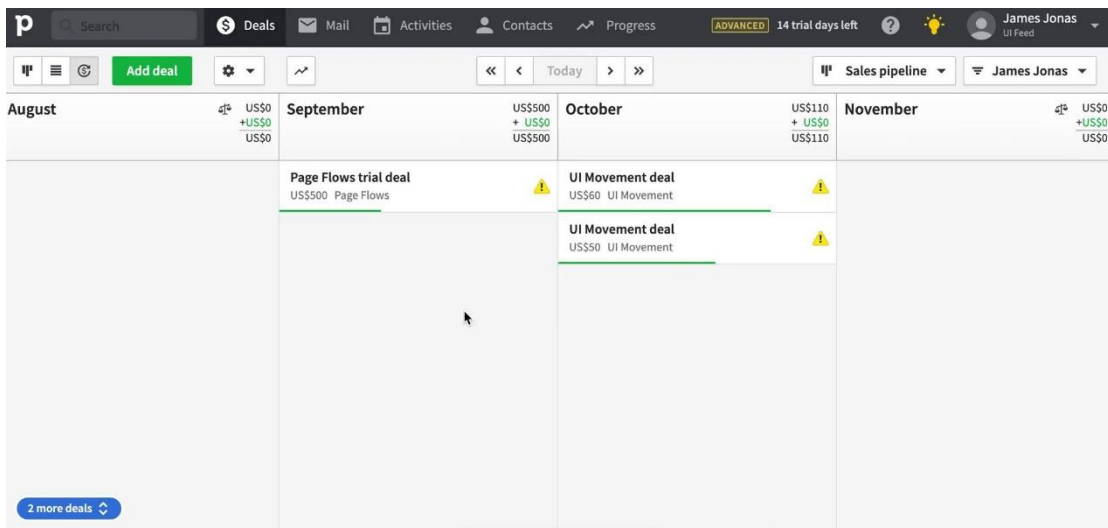 p Search Deals Mail Activities Contacts Progress ADVANCED 14 trial days left ? James Jonas
UI Feed
Add deal Today Sales pipeline James Jonas
August US$0
+US$0
US$0
September US$500
+ US$0
US$500
October US$110
+ US$0
US$110
November US$0
+US$0
US$0
Page Flows trial deal
US$500 Page Flows
UI Movement deal
US$60 UI Movement
UI Movement deal
US$50 UI Movement
2 more deals